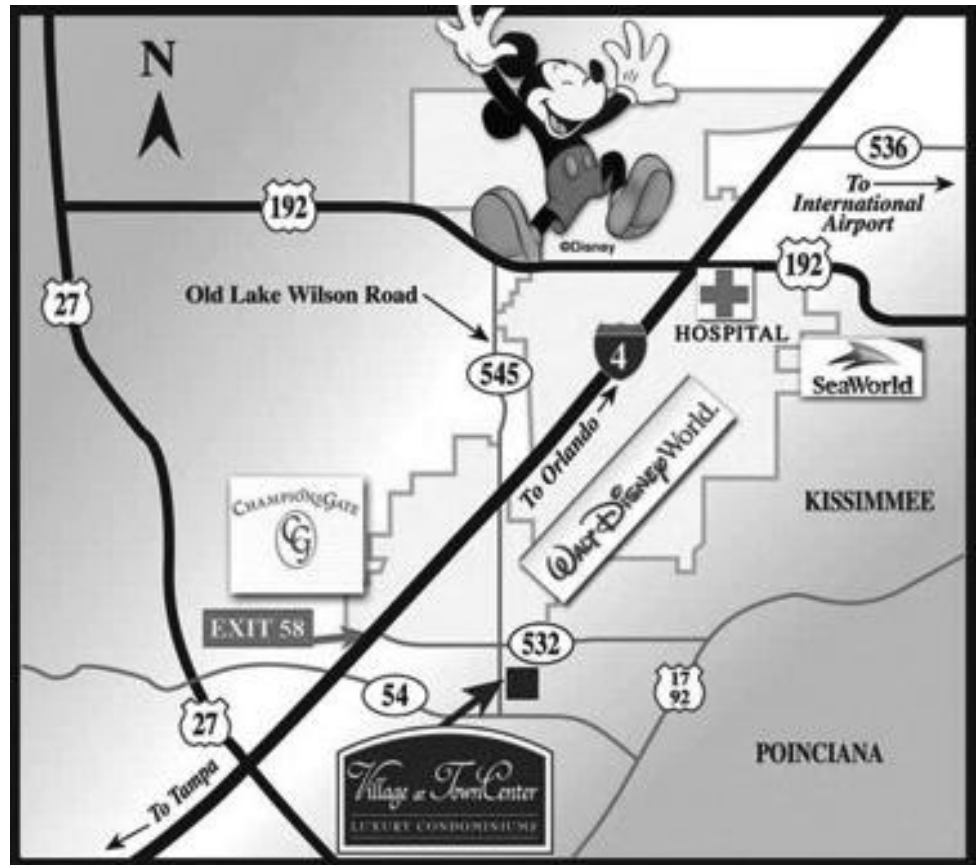 N
536
To
International
Airport
192
©Disney
192
27
Old Lake Wilson Road
HOSPITAL
4
545
SeaWorld
To Orlando
Walt Disney World.
CHAMPIONSGATE
CG
KISSIMMEE
EXIT 58
532
54
17
92
27
POINCIANA
To Tampa
Village at TownCenter
LUXURY CONDOMINIUMS